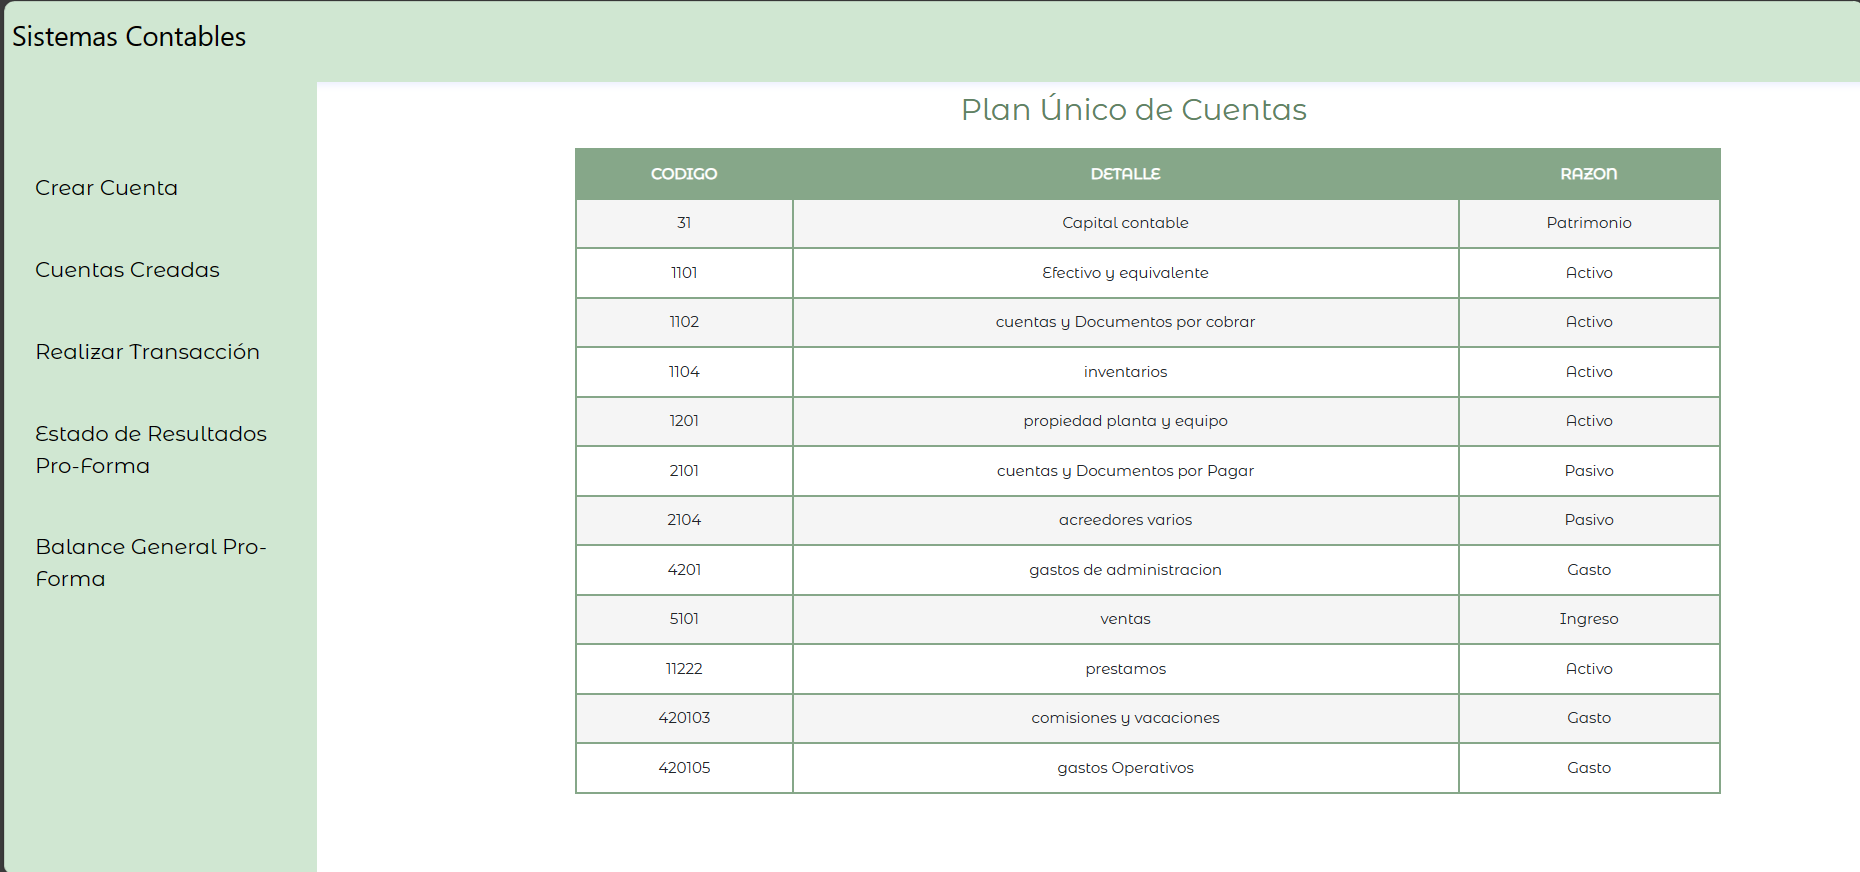 Sistemas Contables
Crear Cuenta
Cuentas Creadas
Realizar Transacción
Estado de Resultados
Pro-Forma
Balance General Pro-
Forma
Plan Único de Cuentas
CODIGO DETALLE RAZON
31 Capital contable Patrimonio
1101 Efectivo y equivalente Activo
1102 cuentas y Documentos por cobrar Activo
1104 inventarios Activo
1201 propiedad planta y equipo Activo
2101 cuentas y Documentos por Pagar Pasivo
2104 acreedores varios Pasivo
4201 gastos de administracion Gasto
5101 ventas Ingreso
11222 prestamos Activo
420103 comisiones y vacaciones Gasto
420105 gastos Operativos Gasto